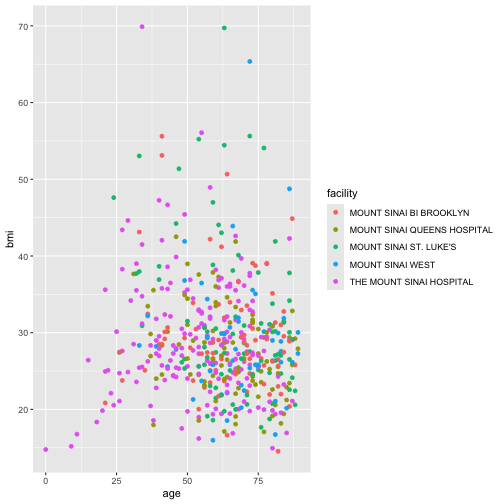 70
60
50
40
30
20
bmi
0
25
50
75
age
facility
MOUNT SINAI BI BROOKLYN
MOUNT SINAI QUEENS HOSPITAL
MOUNT SINAI ST. LUKE'S
MOUNT SINAI WEST
THE MOUNT SINAI HOSPITAL